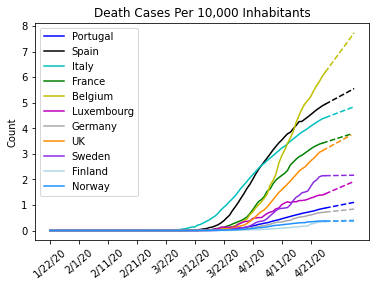 Death Cases Per 10,000 Inhabitants
8
7
6
5
4
3
2
1
0
Count
Portugal
Spain
Italy
France
Belgium
Luxembourg
Germany
UK
Sweden
Finland
Norway
1/22/20
2/1/20
2/11/20
2/21/20
3/2/20
3/12/20
3/22/20
4/1/20
4/11/20
4/21/20